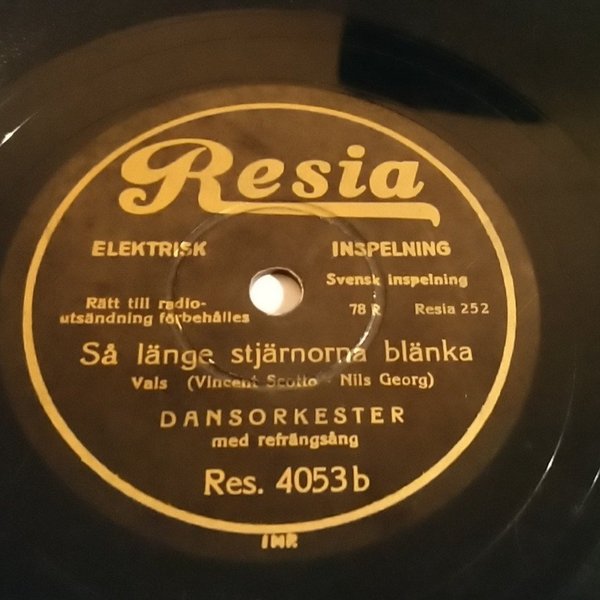 Resia
ELEKTRISK INSPELNING
Svensk inspelning
Rätt till radio-
utsändning förbehålles
78 R Resia 252
Så länge stjärnorna blänka
Vals (Vincent Scotto - Nils Georg)
DANSORKESTER
med refrängsång
Res. 4053 b